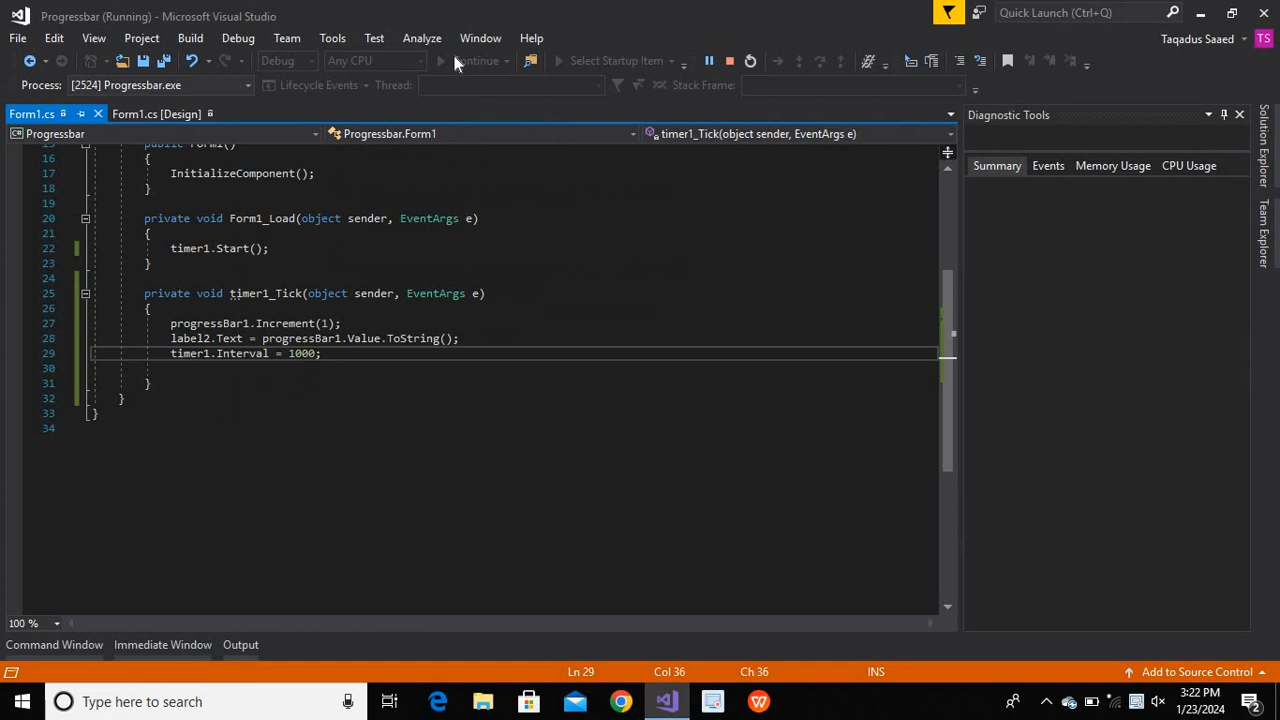 Progressbar (Running) - Microsoft Visual Studio
Quick Launch (Ctrl+Q)
File Edit View Project Build Debug Team Tools Test Analyze Window Help
Taqadus Saeed TS
Debug Any CPU Continue Select Startup Item
Process: [2524] Progressbar.exe Lifecycle Events Thread: Stack Frame:
Form1.cs Form1.cs [Design]
Diagnostic Tools
Progressbar Progressbar.Form1 timer1_Tick(object sender, EventArgs e)
Summary Events Memory Usage CPU Usage
Solution Explorer
Team Explorer
15 public Form1()
16 {
17 InitializeComponent();
18 }
19
20 private void Form1_Load(object sender, EventArgs e)
21 {
22 timer1.Start();
23 }
24
25 private void timer1_Tick(object sender, EventArgs e)
26 {
27 progressBar1.Increment(1);
28 label2.Text = progressBar1.Value.ToString();
29 timer1.Interval = 1000;
30
31 }
32 }
33 }
34
100 %
Command Window Immediate Window Output
Ln 29 Col 36 Ch 36 INS Add to Source Control
Type here to search
3:22 PM
1/23/2024
2